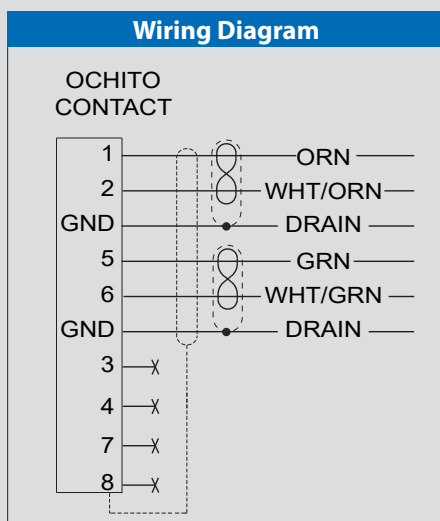 Wiring Diagram
OCHITO
CONTACT
1 ORN
2 WHT/ORN
GND DRAIN
5 GRN
6 WHT/GRN
GND DRAIN
3
4
7
8